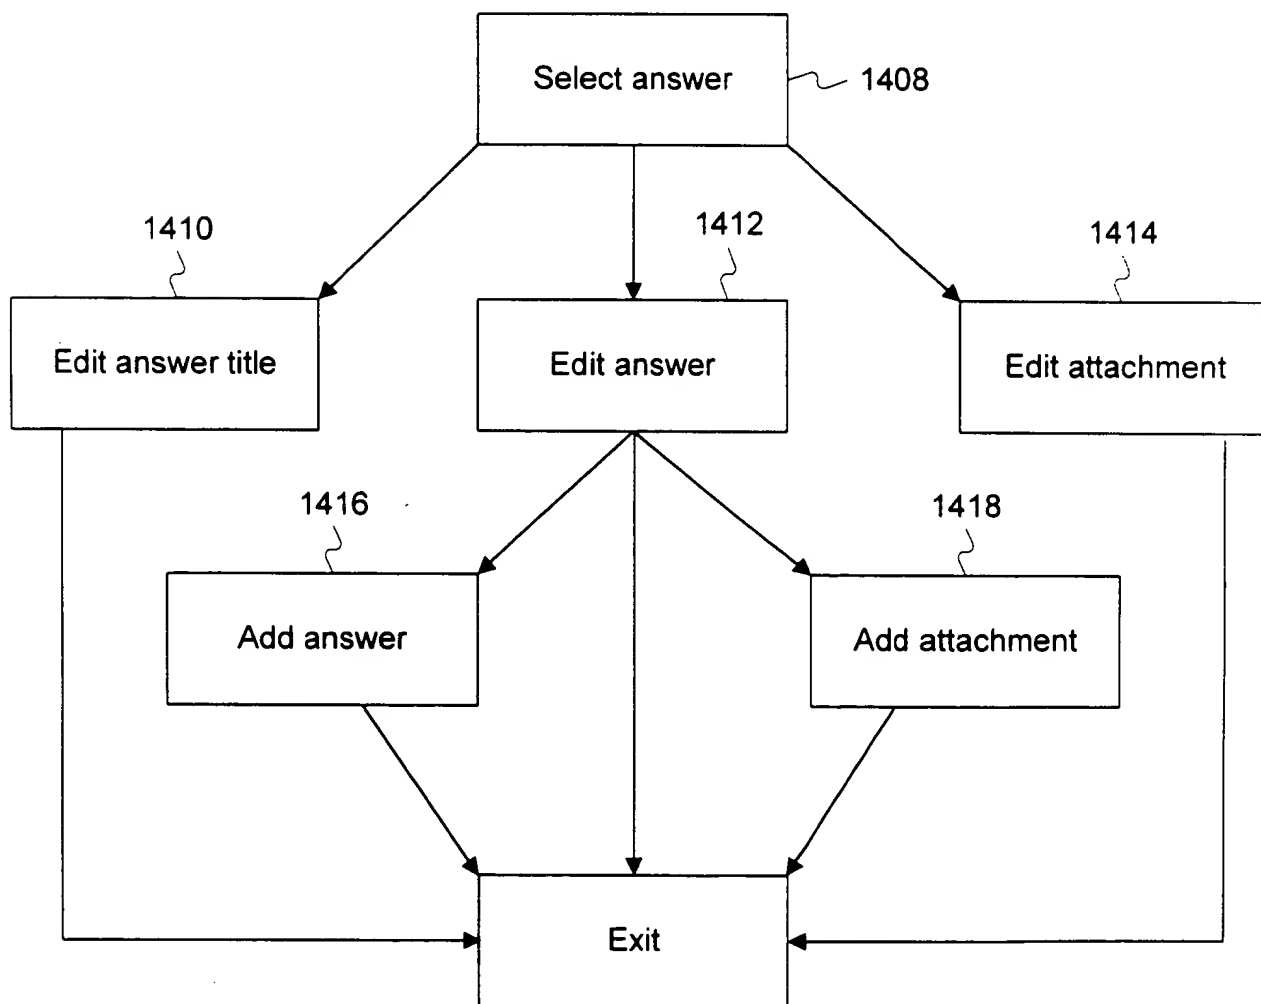 Select answer
1408
1410
1412
1414
Edit answer title
Edit answer
Edit attachment
1416
1418
Add answer
Add attachment
Exit